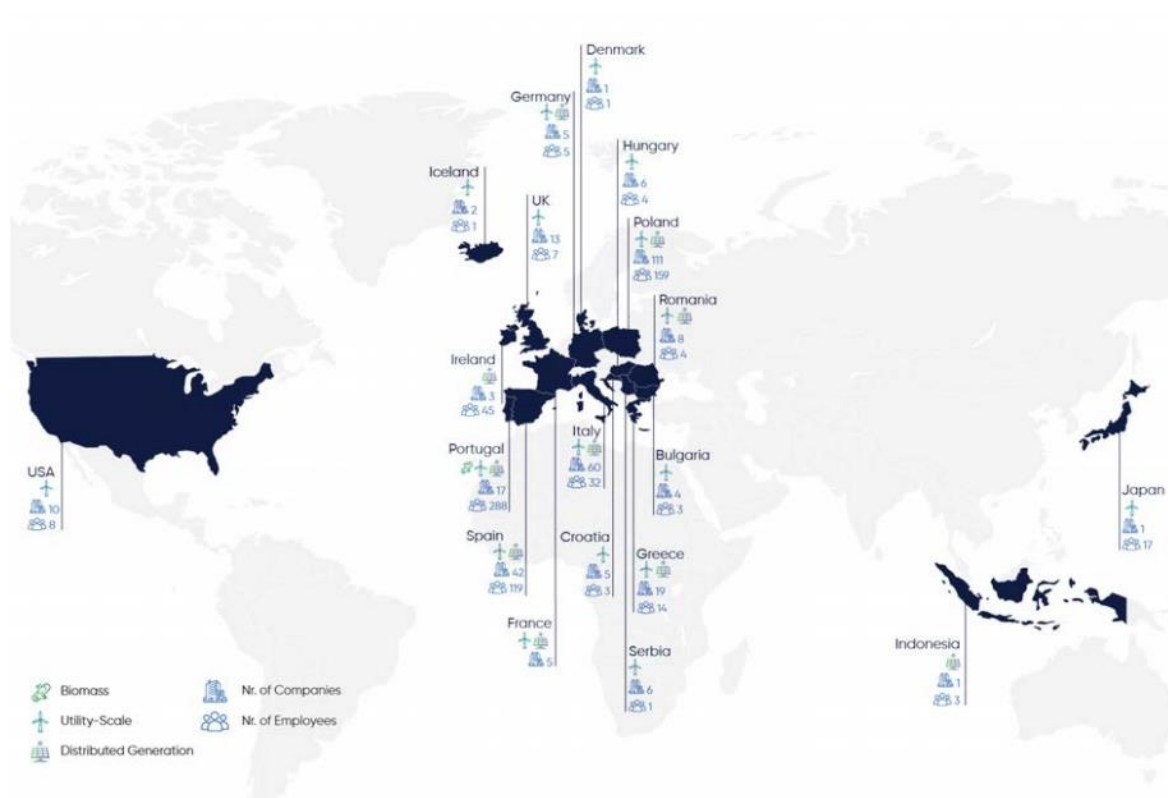 Denmark
1
1
Germany
5
5
Hungary
6
4
Iceland
2
1
UK
13
7
Poland
111
159
Romania
8
4
Ireland
3
45
Italy
60
32
Portugal
17
288
Bulgaria
4
3
USA
10
8
Japan
1
17
Spain
42
119
Croatia
5
3
Greece
19
14
France
5
Serbia
6
1
Indonesia
1
3
Biomass
Nr. of Companies
Utility-Scale
Nr. of Employees
Distributed Generation